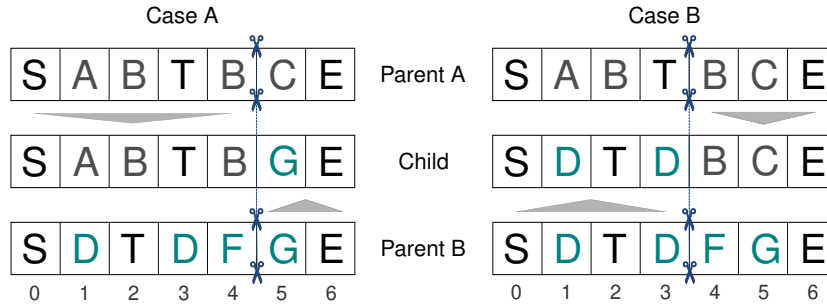 Case A Case B
S A B T B C E Parent A S A B T B C E
S A B T B G E Child S D T D B C E
S D T D F G E Parent B S D T D F G E
0 1 2 3 4 5 6 0 1 2 3 4 5 6